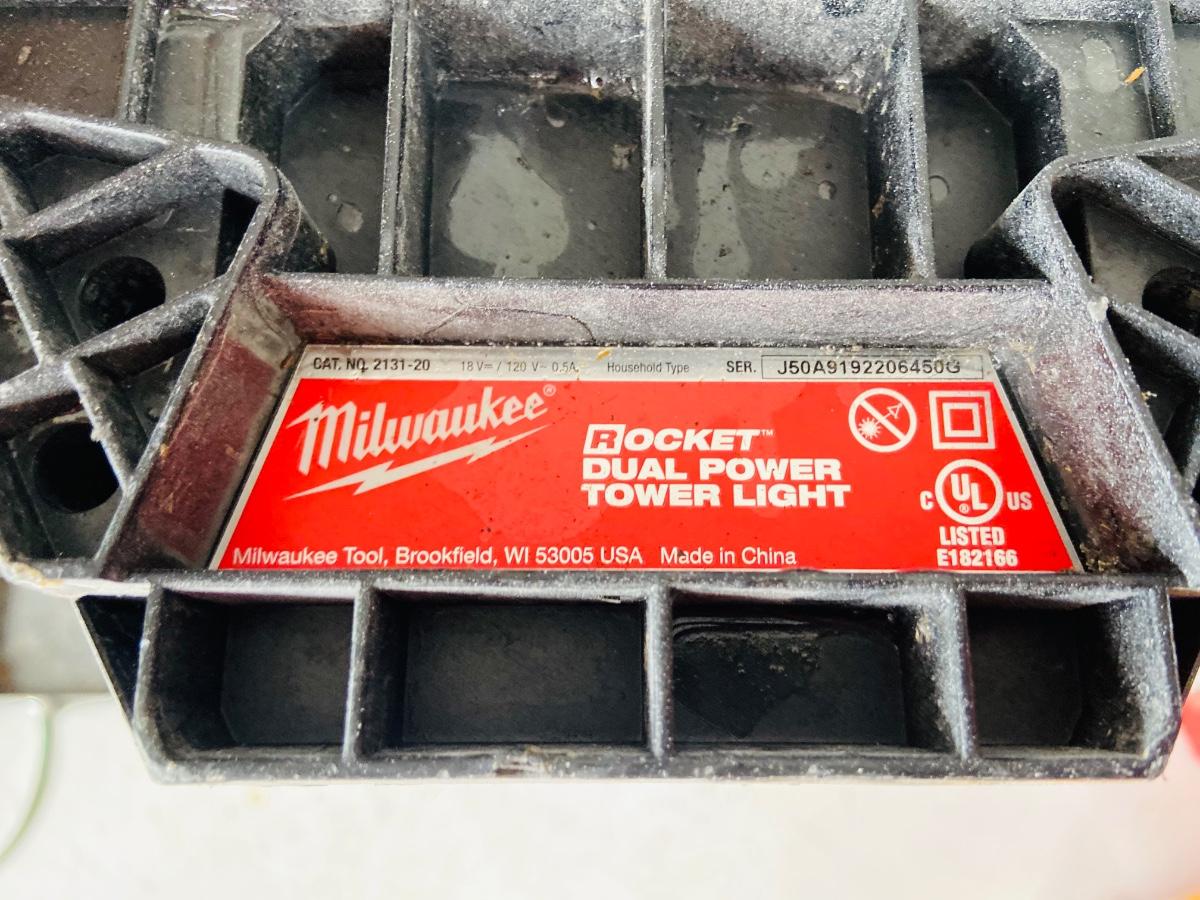 CAT. NO. 2131-20 18 V⎓ / 120 V~ 0.5A Household Type SER. J50A9192206450G
Milwaukee®
ROCKET™
DUAL POWER
TOWER LIGHT
C UL® US
LISTED
E182166
Milwaukee Tool, Brookfield, WI 53005 USA Made in China